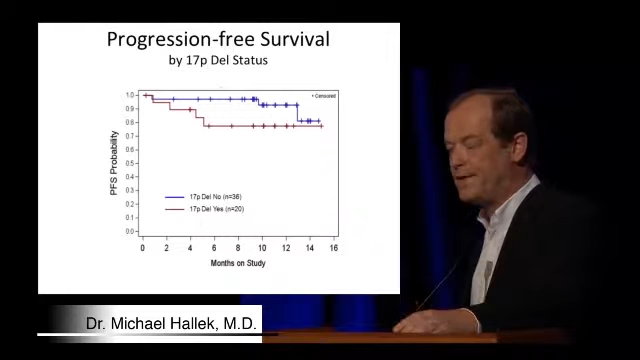 Progression-free Survival
by 17p Del Status
+ Censored
PFS Probability
1.0
0.9
0.8
0.7
0.6
0.5
0.4
0.3
0.2
0.1
0.0
17p Del No (n=36)
17p Del Yes (n=20)
0 2 4 6 8 10 12 14 16
Months on Study
Dr. Michael Hallek, M.D.